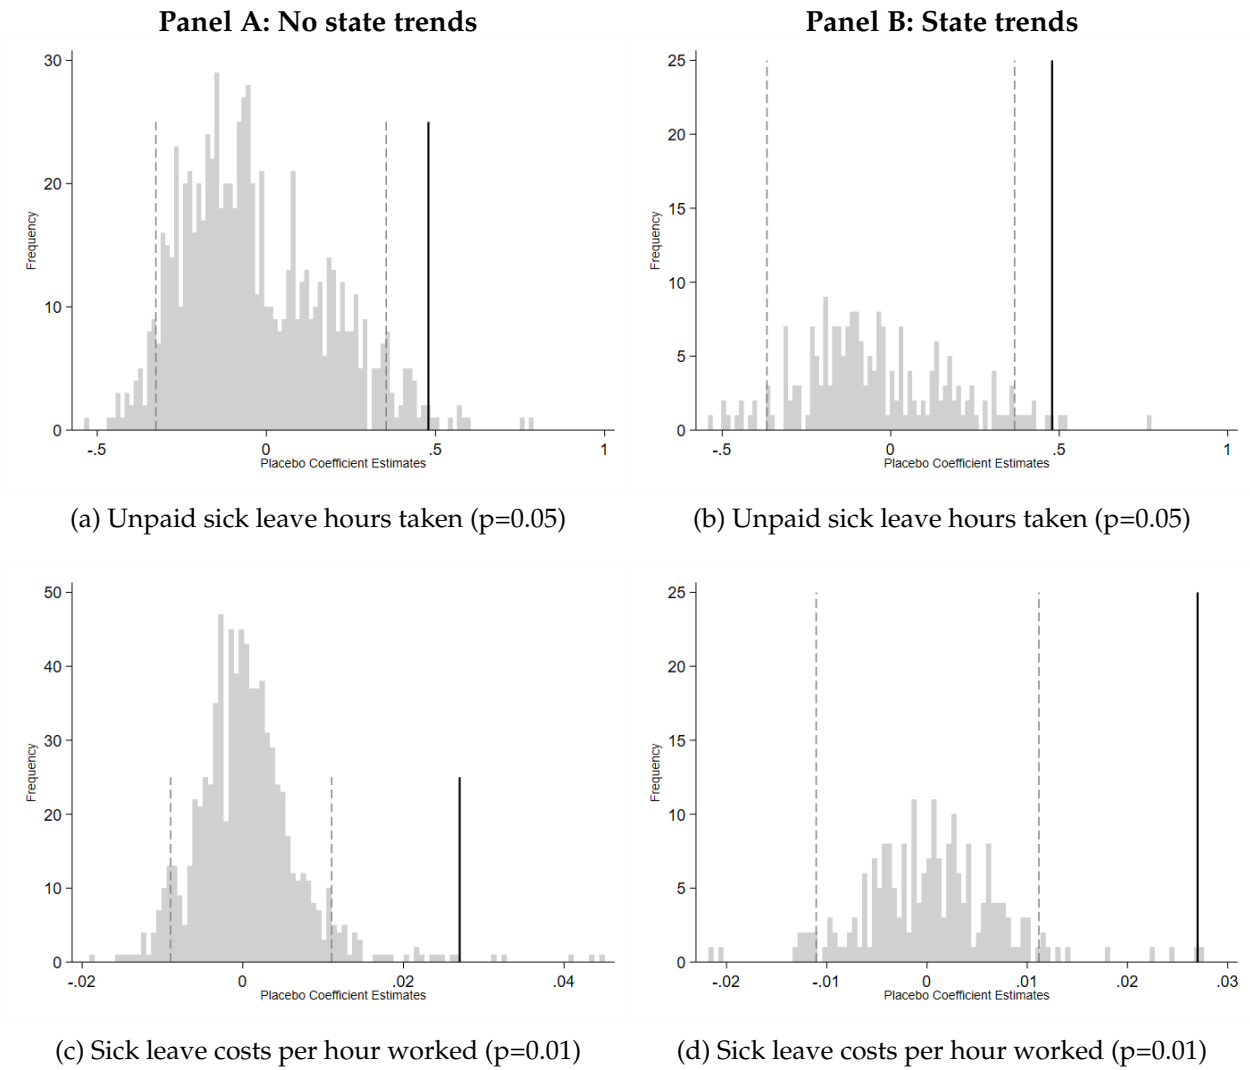 Panel A: No state trends
Panel B: State trends
30
20
10
0
Frequency
-.5
0
.5
1
Placebo Coefficient Estimates
25
20
15
10
5
0
Frequency
-.5
0
.5
1
Placebo Coefficient Estimates
(a) Unpaid sick leave hours taken (p=0.05)
(b) Unpaid sick leave hours taken (p=0.05)
50
40
30
20
10
0
Frequency
-.02
0
.02
.04
Placebo Coefficient Estimates
25
20
15
10
5
0
Frequency
-.02
-.01
0
.01
.02
.03
Placebo Coefficient Estimates
(c) Sick leave costs per hour worked (p=0.01)
(d) Sick leave costs per hour worked (p=0.01)